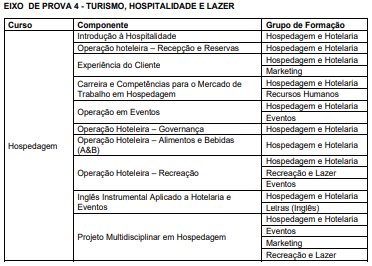 EIXO DE PROVA 4 - TURISMO, HOSPITALIDADE E LAZER
Curso Componente Grupo de Formação
Hospedagem
Introdução à Hospitalidade Hospedagem e Hotelaria
Operação hoteleira – Recepção e Reservas Hospedagem e Hotelaria
Experiência do Cliente Hospedagem e Hotelaria
Marketing
Carreira e Competências para o Mercado de Hospedagem e Hotelaria
Trabalho em Hospedagem Recursos Humanos
Operação em Eventos Hospedagem e Hotelaria
Eventos
Operação Hoteleira – Governança Hospedagem e Hotelaria
Operação Hoteleira – Alimentos e Bebidas Hospedagem e Hotelaria
(A&B)
Operação Hoteleira – Recreação Hospedagem e Hotelaria
Recreação e Lazer
Eventos
Inglês Instrumental Aplicado a Hotelaria e Hospedagem e Hotelaria
Eventos Letras (Inglês)
Projeto Multidisciplinar em Hospedagem Hospedagem e Hotelaria
Eventos
Marketing
Recreação e Lazer